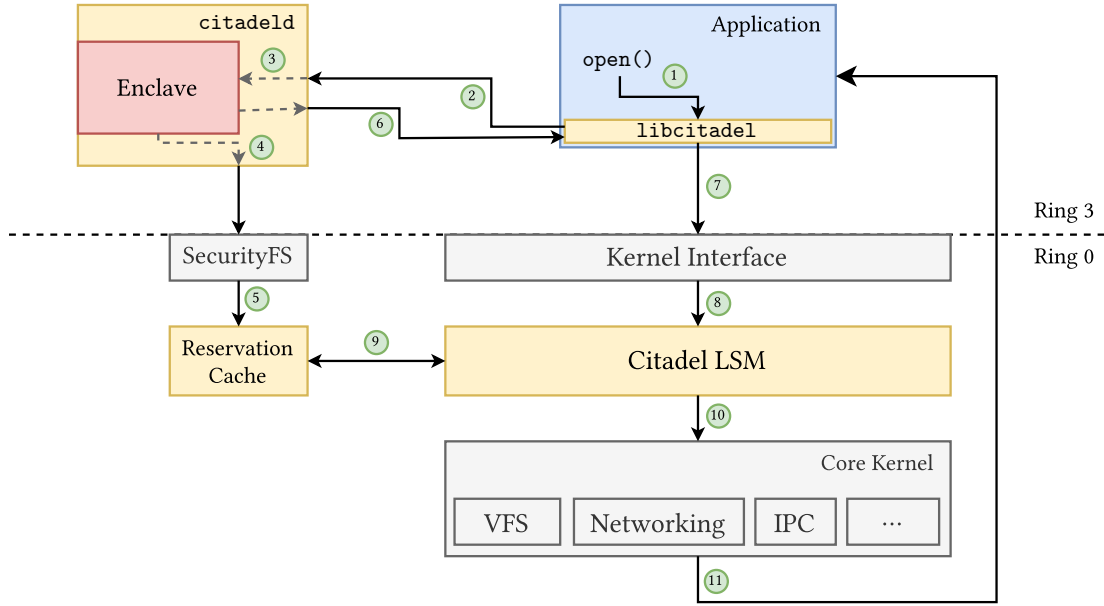 citadeld
Application
Enclave
3
open()
1
2
libcitadel
6
4
7
Ring 3
SecurityFS
Kernel Interface
Ring 0
5
8
Reservation
Cache
9
Citadel LSM
10
Core Kernel
VFS
Networking
IPC
...
11